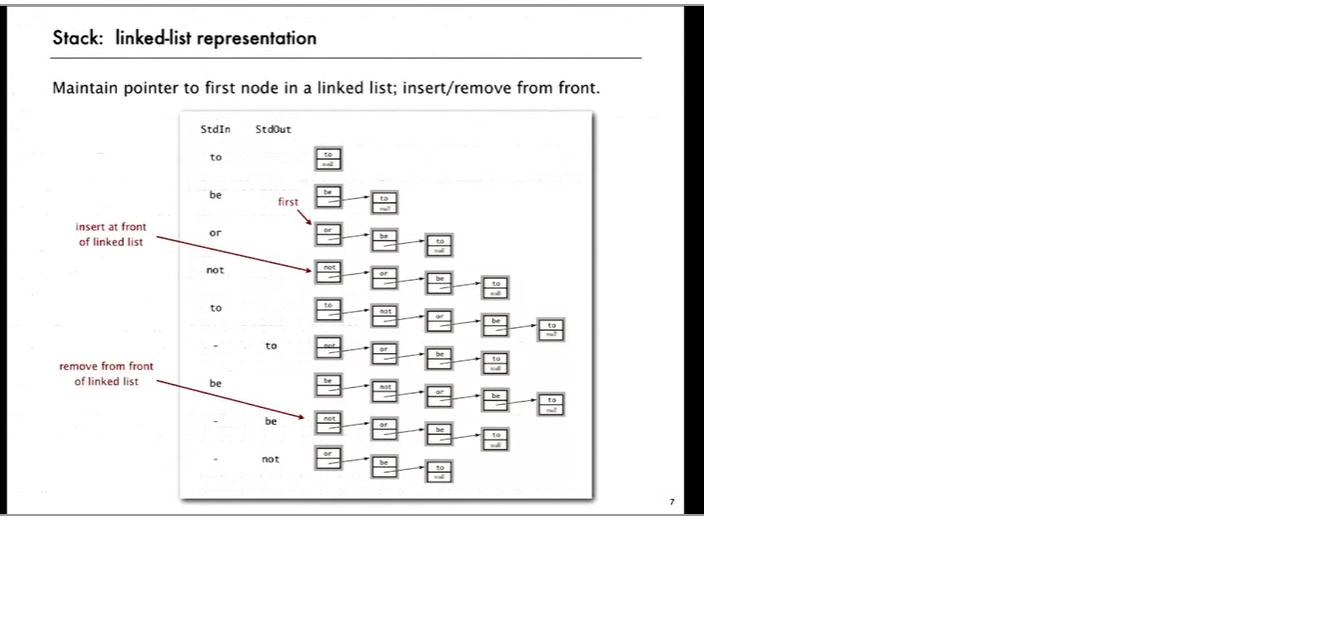 Stack: linked-list representation
Maintain pointer to first node in a linked list; insert/remove from front.
StdIn StdOut
to
to
null
be
be
to
null
first
or
or
be
to
null
insert at front
of linked list
not
not
or
be
to
null
to
to
not
or
be
to
null
- to
not
or
be
to
null
remove from front
of linked list
be
be
not
or
be
to
null
- be
not
or
be
to
null
- not
or
be
to
null
7